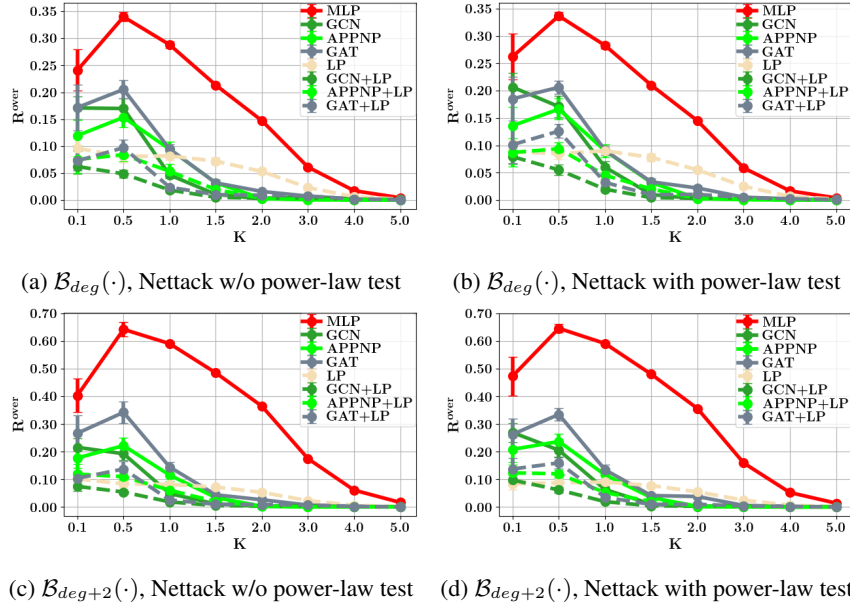 0.35
0.30
0.25
0.20
0.15
0.10
0.05
0.00
R^over
0.1 0.5 1.0 1.5 2.0 3.0 4.0 5.0
K
MLP
GCN
APPNP
GAT
LP
GCN+LP
APPNP+LP
GAT+LP
(a) 𝓑_deg(·), Nettack w/o power-law test
0.35
0.30
0.25
0.20
0.15
0.10
0.05
0.00
R^over
0.1 0.5 1.0 1.5 2.0 3.0 4.0 5.0
K
MLP
GCN
APPNP
GAT
LP
GCN+LP
APPNP+LP
GAT+LP
(b) 𝓑_deg(·), Nettack with power-law test
0.70
0.60
0.50
0.40
0.30
0.20
0.10
0.00
R^over
0.1 0.5 1.0 1.5 2.0 3.0 4.0 5.0
K
MLP
GCN
APPNP
GAT
LP
GCN+LP
APPNP+LP
GAT+LP
(c) 𝓑_deg+2(·), Nettack w/o power-law test
0.70
0.60
0.50
0.40
0.30
0.20
0.10
0.00
R^over
0.1 0.5 1.0 1.5 2.0 3.0 4.0 5.0
K
MLP
GCN
APPNP
GAT
LP
GCN+LP
APPNP+LP
GAT+LP
(d) 𝓑_deg+2(·), Nettack with power-law test